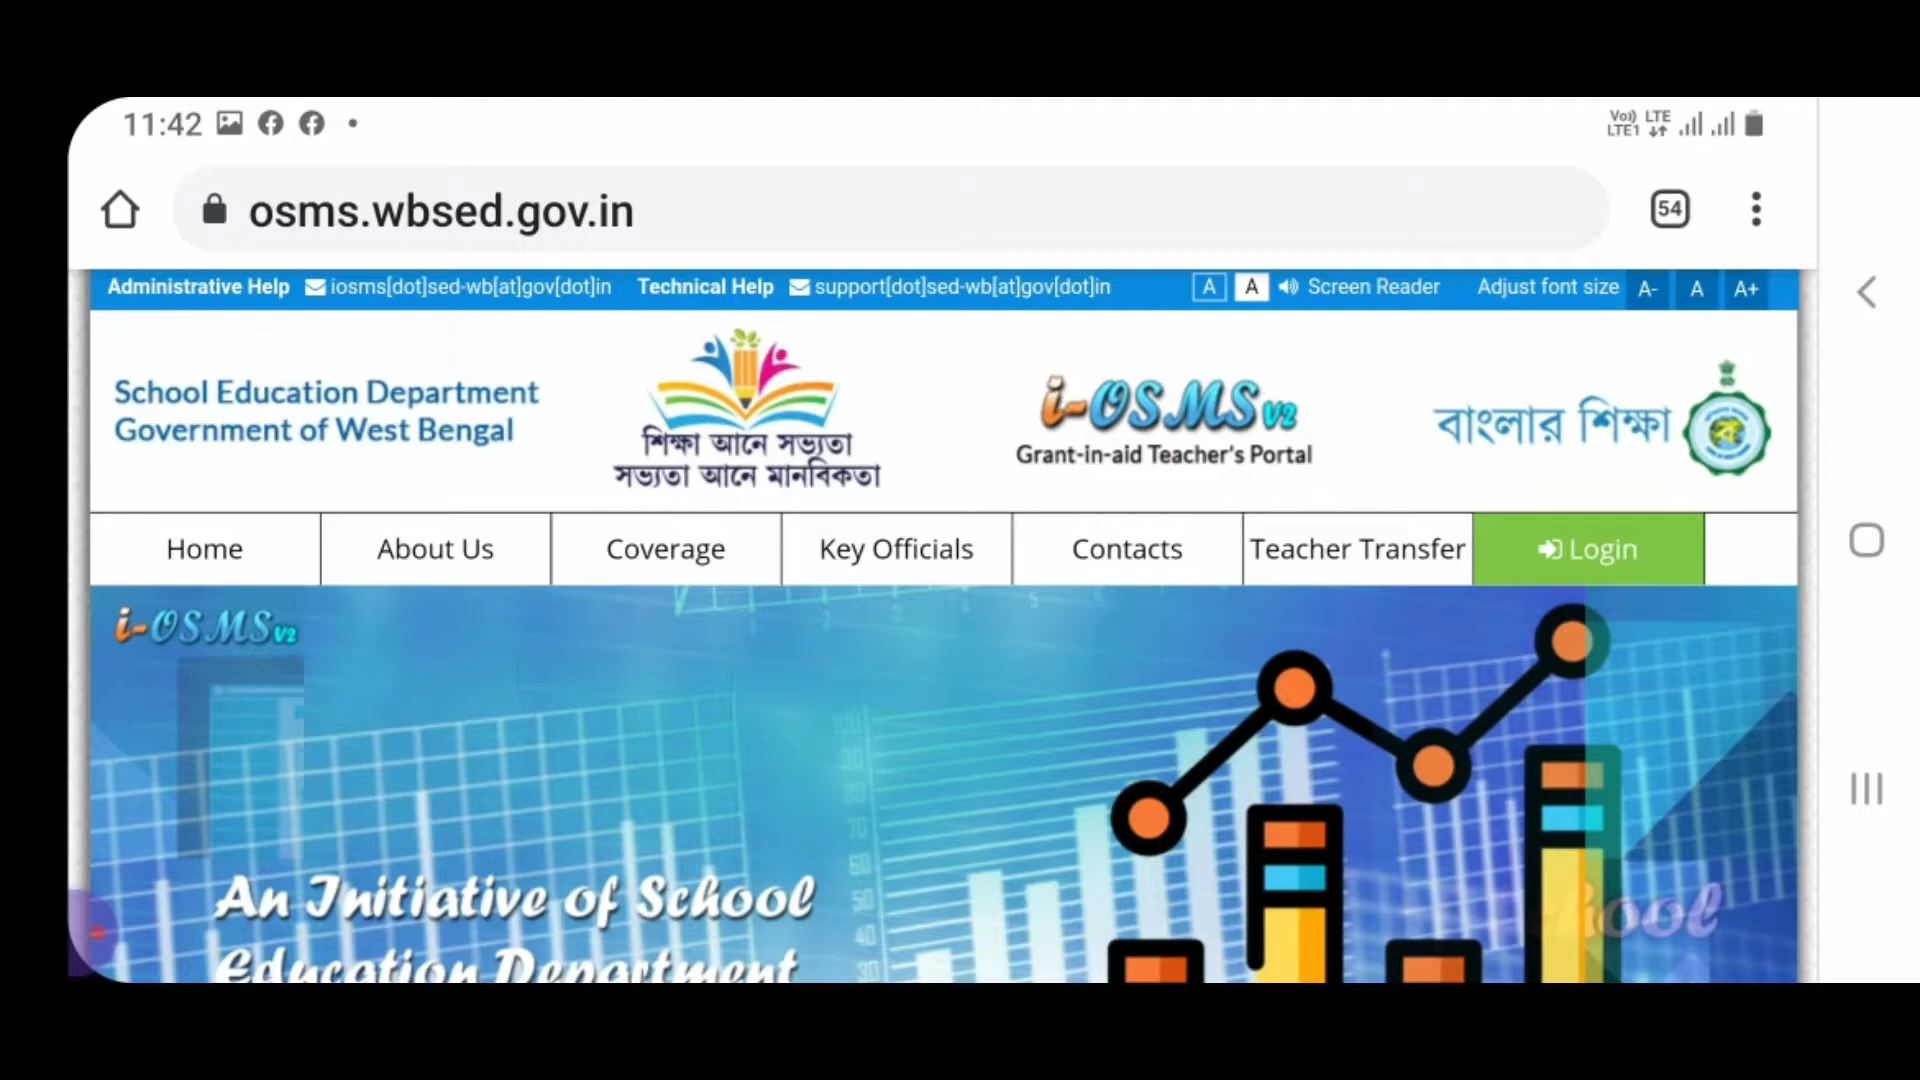 11:42
Vo)) LTE
LTE1
osms.wbsed.gov.in
54
Administrative Help iosms[dot]sed-wb[at]gov[dot]in Technical Help support[dot]sed-wb[at]gov[dot]in A A Screen Reader Adjust font size A- A A+
School Education Department
Government of West Bengal
শিক্ষা আনে সভ্যতা
সভ্যতা আনে মানবিকতা
i-OSMS V2
Grant-in-aid Teacher's Portal
বাংলার শিক্ষা
Home About Us Coverage Key Officials Contacts Teacher Transfer Login
i-OSMS V2
An Initiative of School
Education Department